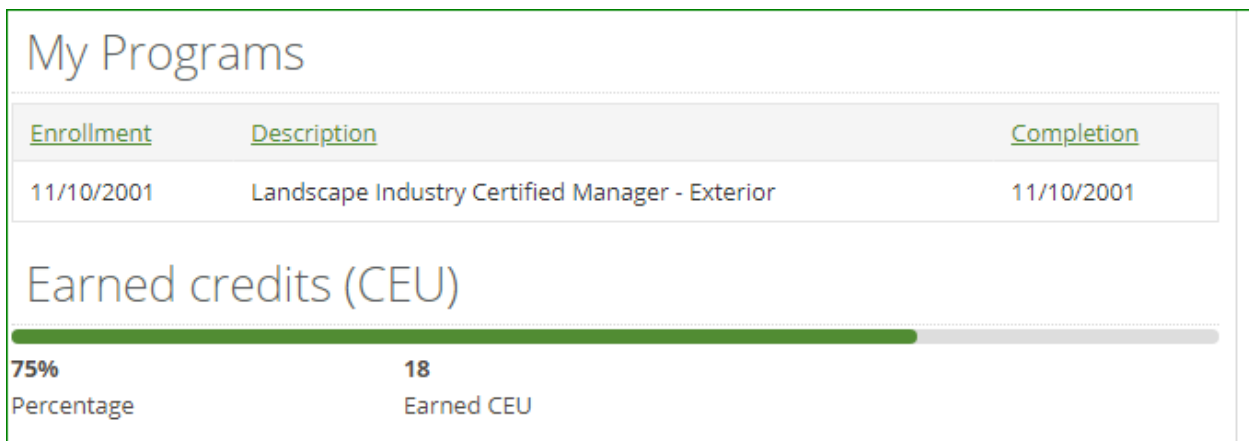 My Programs
Enrollment Description Completion
11/10/2001 Landscape Industry Certified Manager - Exterior 11/10/2001
Earned credits (CEU)
75% 18
Percentage Earned CEU